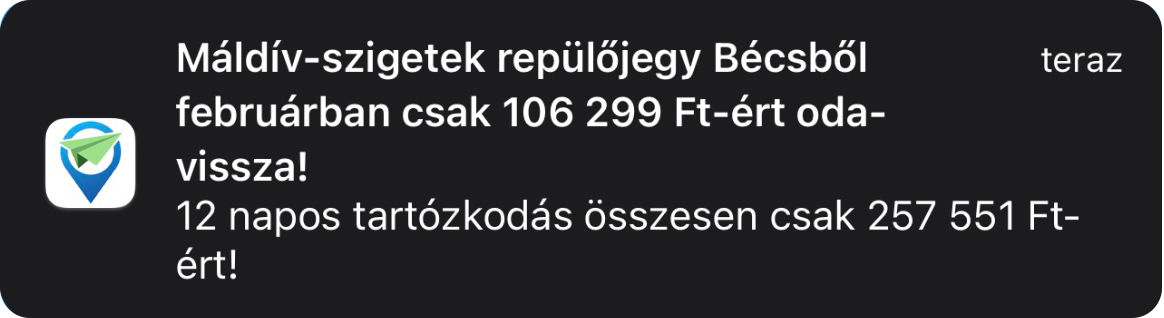 Máldív-szigetek repülőjegy Bécsből
teraz
februárban csak 106 299 Ft-ért oda-
vissza!
12 napos tartózkodás összesen csak 257 551 Ft-
ért!